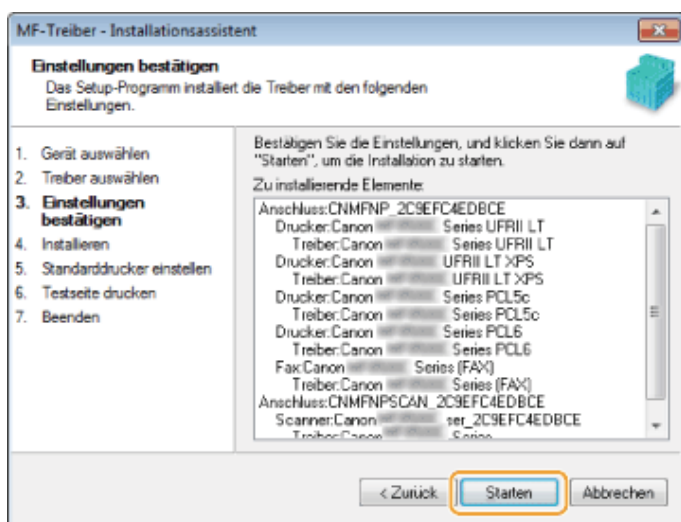 MF-Treiber - Installationsassistent
Einstellungen bestätigen
Das Setup-Programm installiert die Treiber mit den folgenden
Einstellungen.
1. Gerät auswählen
2. Treiber auswählen
3. Einstellungen
bestätigen
4. Installieren
5. Standarddrucker einstellen
6. Testseite drucken
7. Beenden
Bestätigen Sie die Einstellungen, und klicken Sie dann auf
"Starten", um die Installation zu starten.
Zu installierende Elemente:
Anschluss:CNMFNP_2C9EFC4EDBCE
Drucker:Canon Series UFRII LT
Treiber:Canon Series UFRII LT
Drucker:Canon UFRII LT XPS
Treiber:Canon UFRII LT XPS
Drucker:Canon Series PCL5c
Treiber:Canon Series PCL5c
Drucker:Canon Series PCL6
Treiber:Canon Series PCL6
Fax:Canon Series (FAX)
Treiber:Canon Series (FAX)
Anschluss:CNMFNPSCAN_2C9EFC4EDBCE
Scanner:Canon ser_2C9EFC4EDBCE
Treiber:Canon Series
< Zurück
Starten
Abbrechen